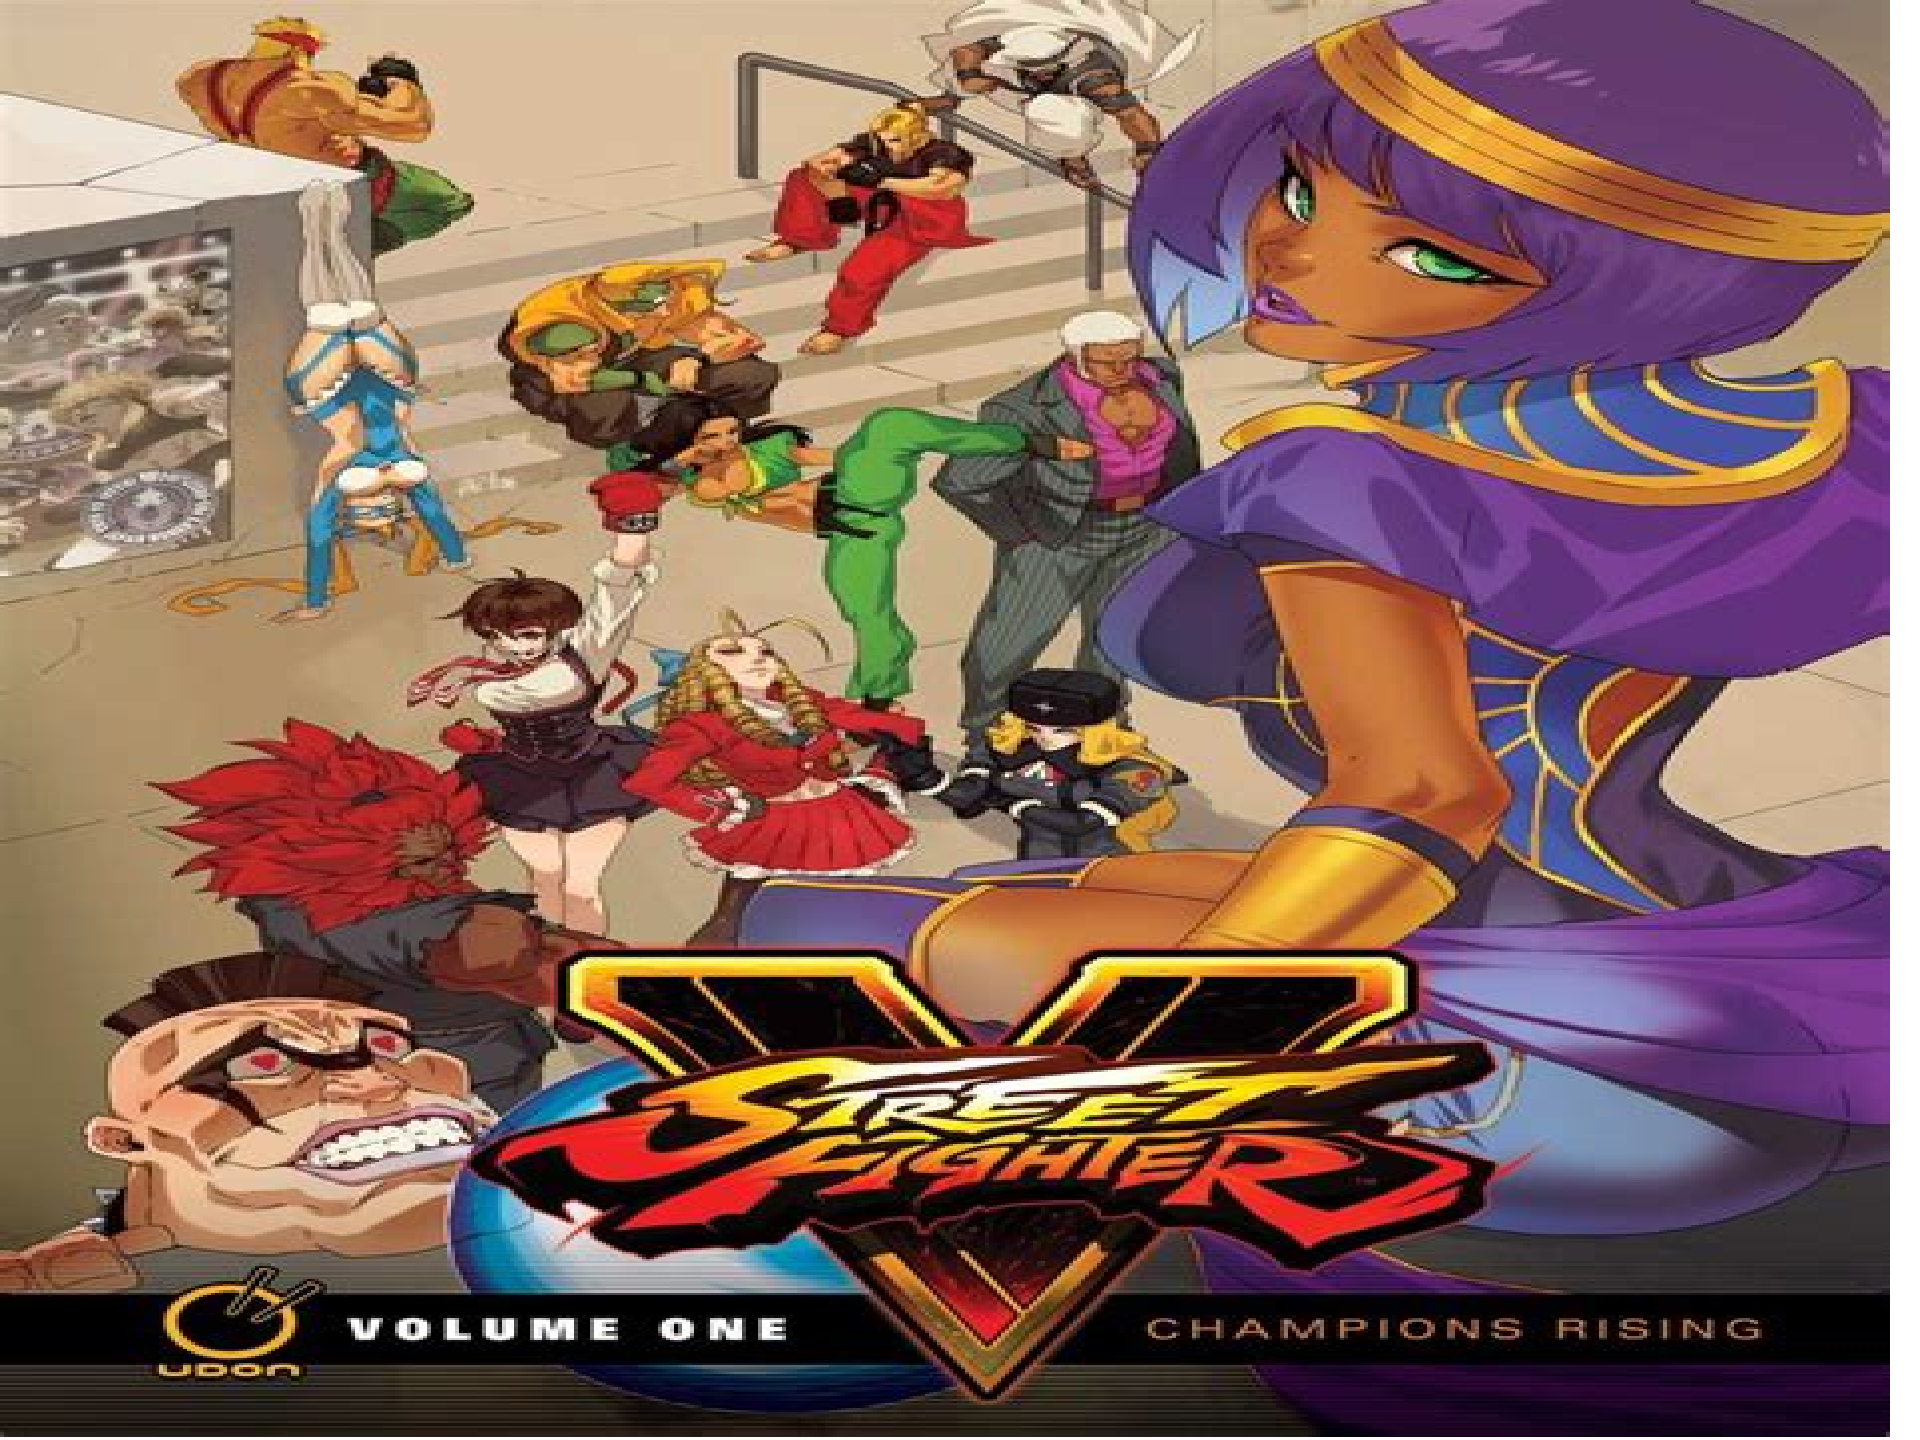 V
STREET
FIGHTER
UDON
VOLUME ONE
CHAMPIONS RISING